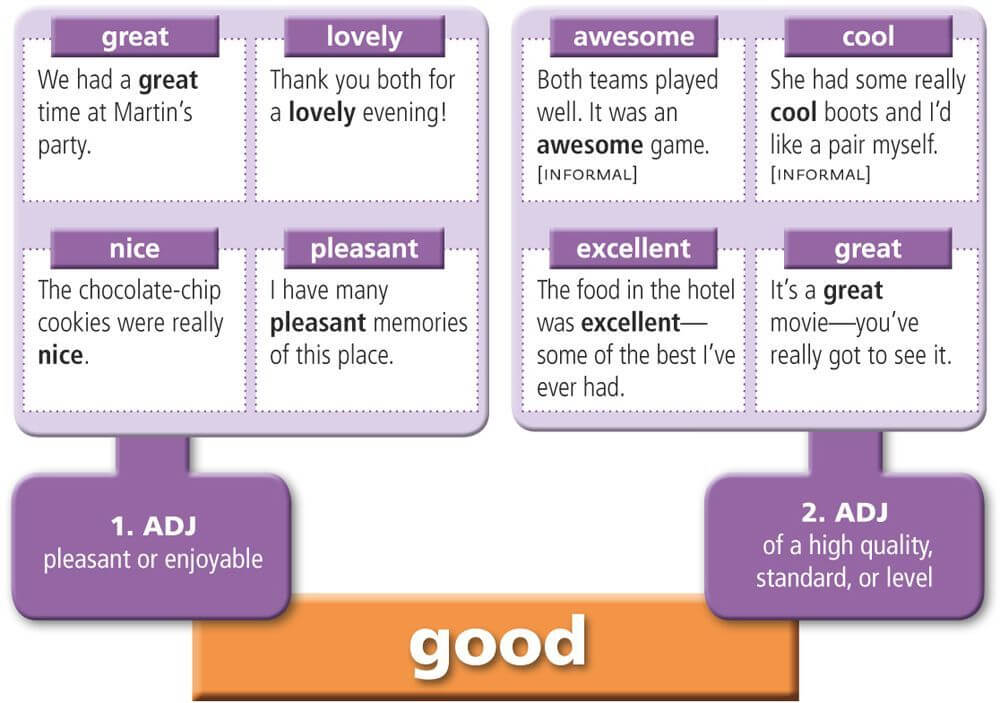 great
We had a great
time at Martin’s
party.
lovely
Thank you both for
a lovely evening!
nice
The chocolate-chip
cookies were really
nice.
pleasant
I have many
pleasant memories
of this place.
awesome
Both teams played
well. It was an
awesome game.
[INFORMAL]
cool
She had some really
cool boots and I’d
like a pair myself.
[INFORMAL]
excellent
The food in the hotel
was excellent—
some of the best I’ve
ever had.
great
It’s a great
movie—you’ve
really got to see it.
1. ADJ
pleasant or enjoyable
2. ADJ
of a high quality,
standard, or level
good